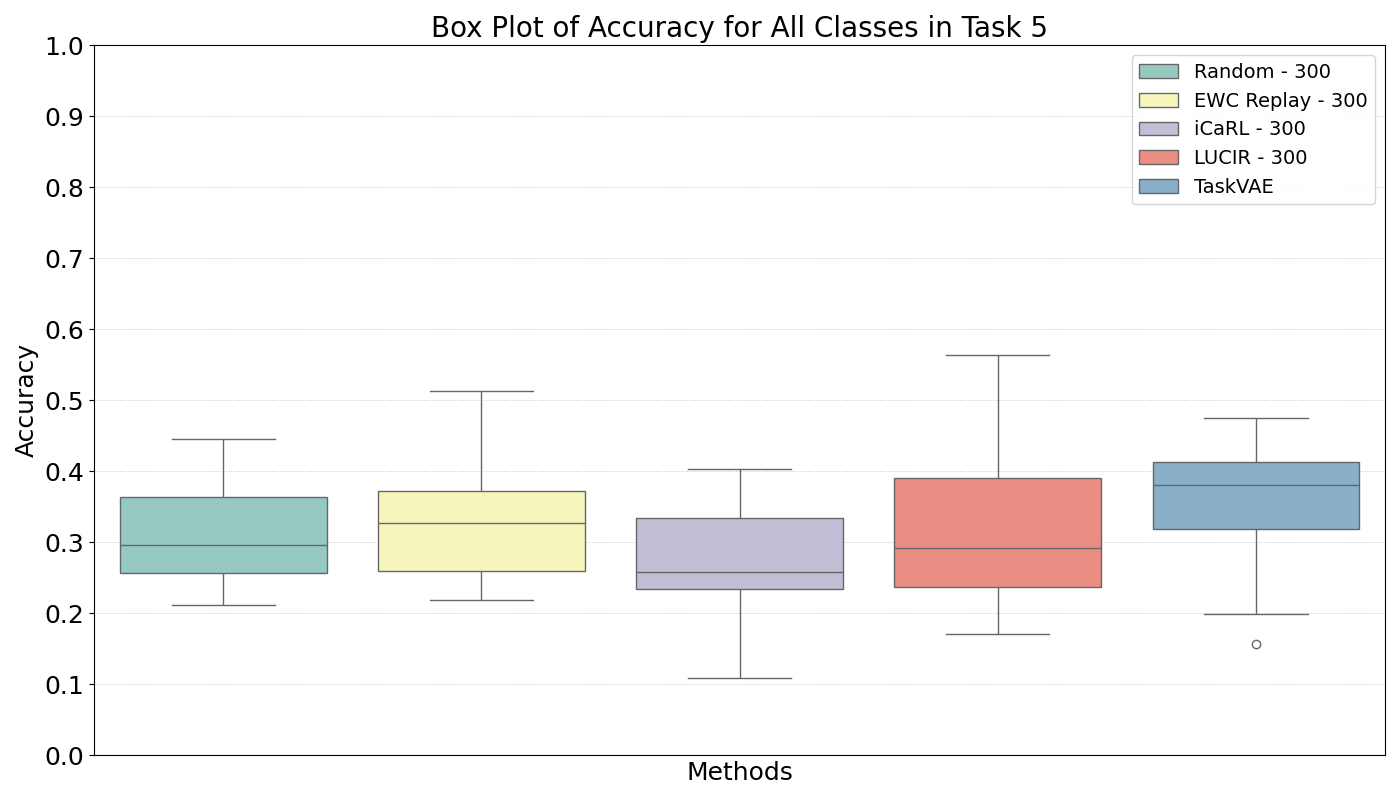 Box Plot of Accuracy for All Classes in Task 5
1.0
0.9
0.8
0.7
0.6
0.5
0.4
0.3
0.2
0.1
0.0
Accuracy
Methods
Random - 300
EWC Replay - 300
iCaRL - 300
LUCIR - 300
TaskVAE